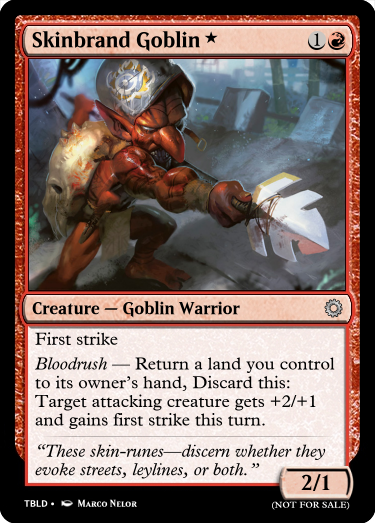 Skinbrand Goblin ★
1
Creature — Goblin Warrior
First strike
Bloodrush — Return a land you control
to its owner's hand, Discard this:
Target attacking creature gets +2/+1
and gains first strike this turn.
“These skin-runes—discern whether they
evoke streets, leylines, or both.”
2/1
TBLD • Marco Nelor
(NOT FOR SALE)